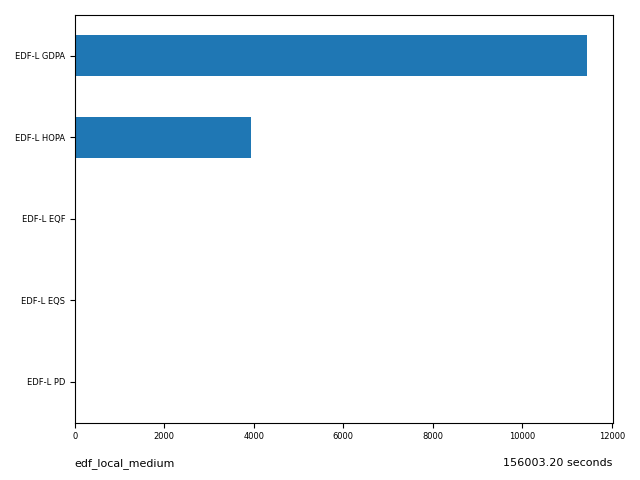 EDF-L GDPA
EDF-L HOPA
EDF-L EQF
EDF-L EQS
EDF-L PD
0 2000 4000 6000 8000 10000 12000
edf_local_medium 156003.20 seconds